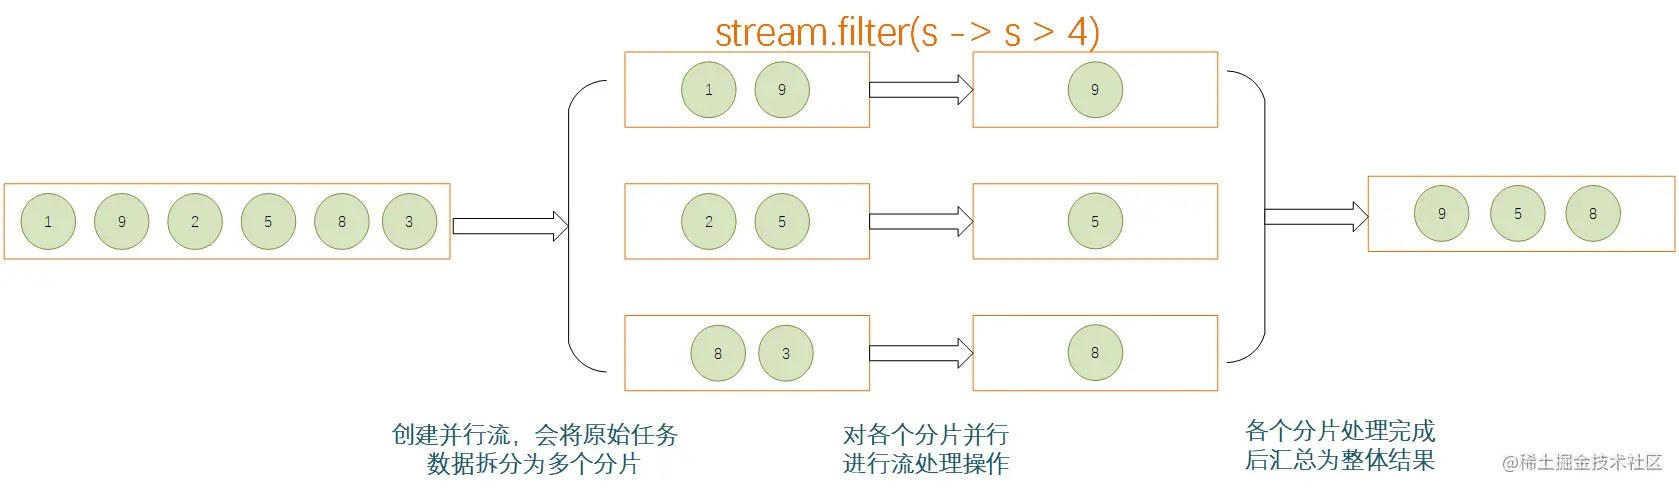 stream.filter(s -> s > 4)
1 9 2 5 8 3
1 9
9
2 5
5
8 3
8
9 5 8
创建并行流，会将原始任务
数据拆分为多个分片
对各个分片并行
进行流处理操作
各个分片处理完成
后汇总为整体结果
@稀土掘金技术社区